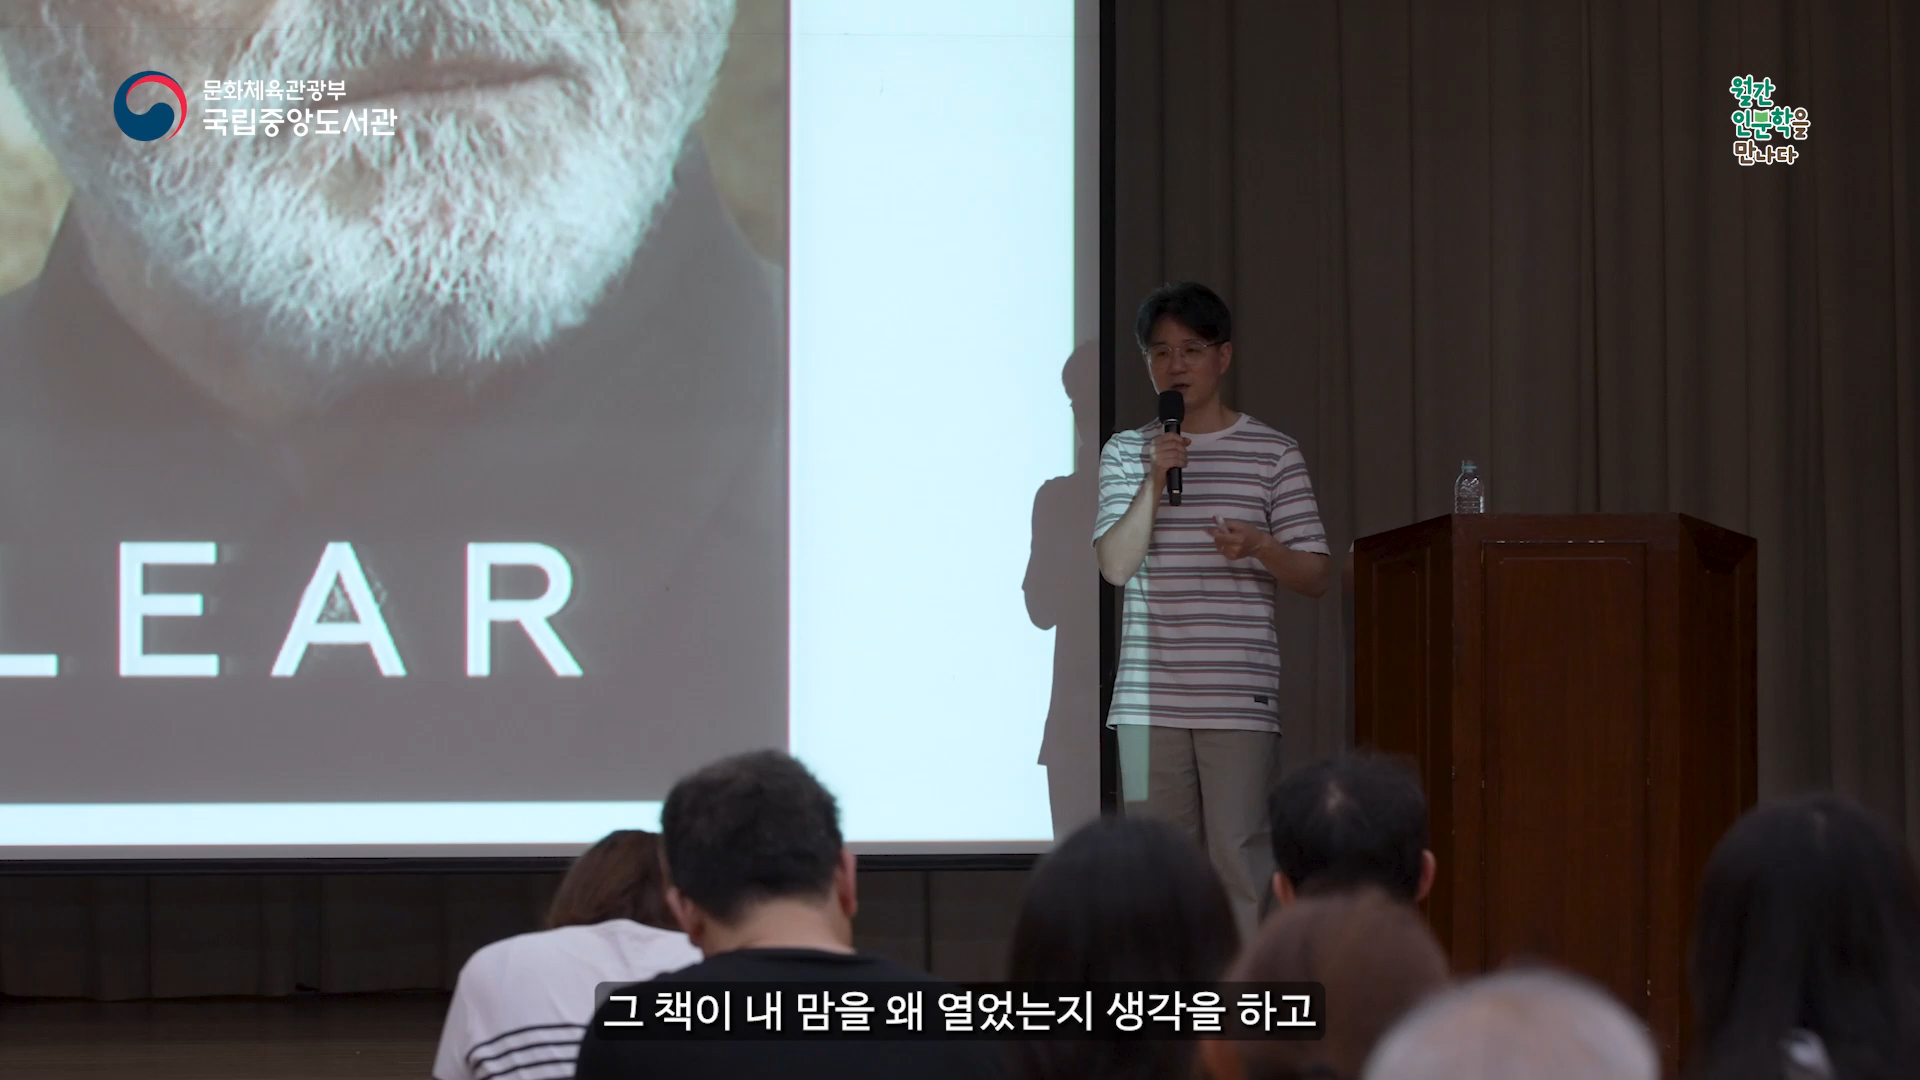 문화체육관광부
국립중앙도서관
월간
인문학을
만나다
LEAR
그 책이 내 맘을 왜 열었는지 생각을 하고